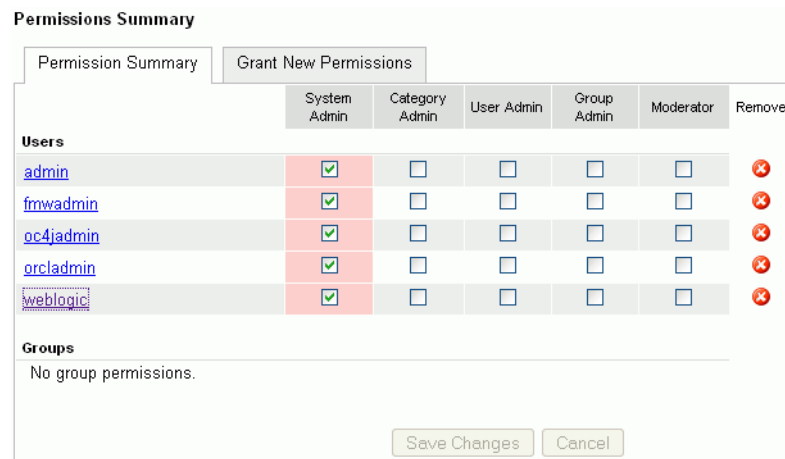 Permissions Summary
Permission Summary Grant New Permissions
System Admin Category Admin User Admin Group Admin Moderator Remove
Users
admin
fmwadmin
oc4jadmin
orcladmin
weblogic
Groups
No group permissions.
Save Changes Cancel